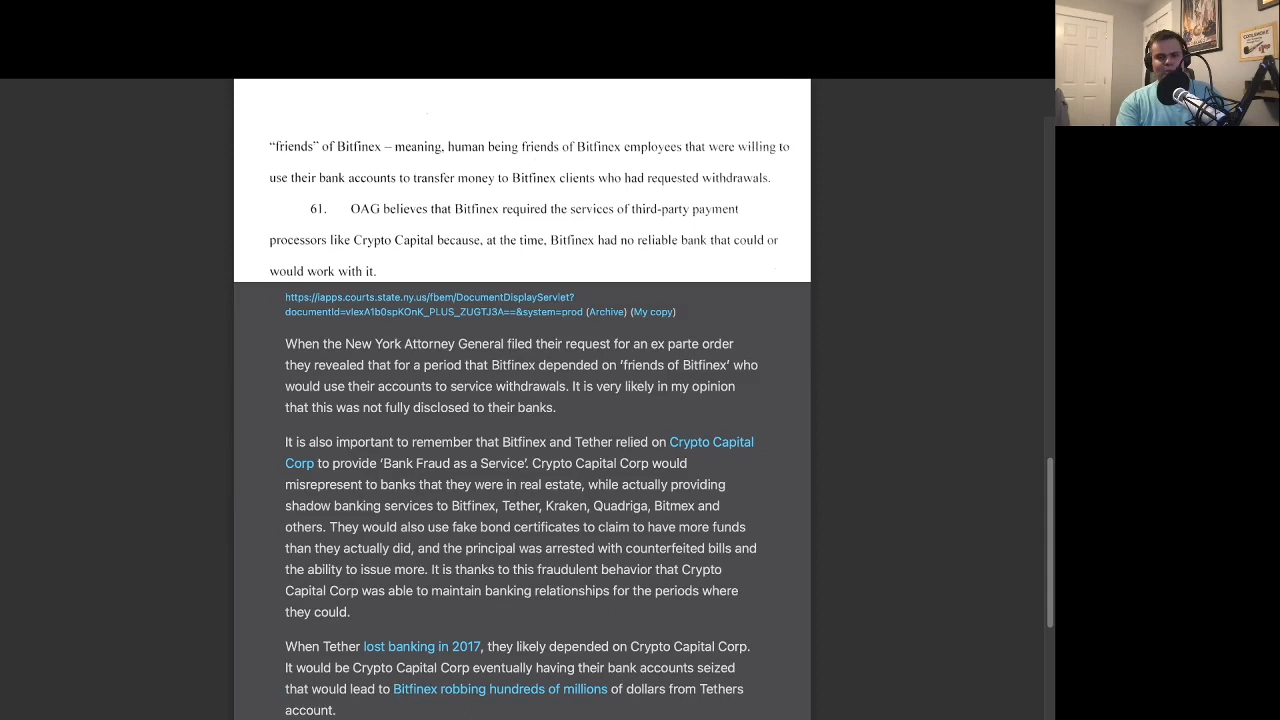 “friends” of Bitfinex – meaning, human being friends of Bitfinex employees that were willing to
use their bank accounts to transfer money to Bitfinex clients who had requested withdrawals.
61. OAG believes that Bitfinex required the services of third-party payment
processors like Crypto Capital because, at the time, Bitfinex had no reliable bank that could or
would work with it.
https://iapps.courts.state.ny.us/fbem/DocumentDisplayServlet?
documentId=vlexA1b0spKOnK_PLUS_ZUGTJ3A==&system=prod (Archive) (My copy)
When the New York Attorney General filed their request for an ex parte order
they revealed that for a period that Bitfinex depended on ‘friends of Bitfinex’ who
would use their accounts to service withdrawals. It is very likely in my opinion
that this was not fully disclosed to their banks.
It is also important to remember that Bitfinex and Tether relied on Crypto Capital
Corp to provide ‘Bank Fraud as a Service’. Crypto Capital Corp would
misrepresent to banks that they were in real estate, while actually providing
shadow banking services to Bitfinex, Tether, Kraken, Quadriga, Bitmex and
others. They would also use fake bond certificates to claim to have more funds
than they actually did, and the principal was arrested with counterfeited bills and
the ability to issue more. It is thanks to this fraudulent behavior that Crypto
Capital Corp was able to maintain banking relationships for the periods where
they could.
When Tether lost banking in 2017, they likely depended on Crypto Capital Corp.
It would be Crypto Capital Corp eventually having their bank accounts seized
that would lead to Bitfinex robbing hundreds of millions of dollars from Tethers
account.